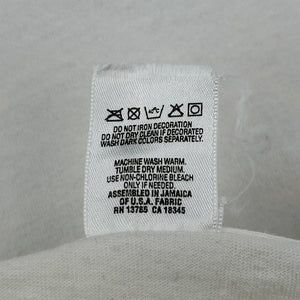 40°C
DO NOT IRON DECORATION
DO NOT DRY CLEAN IF DECORATED
WASH DARK COLORS SEPARATELY.
MACHINE WASH WARM.
TUMBLE DRY MEDIUM.
USE NON-CHLORINE BLEACH
ONLY IF NEEDED.
ASSEMBLED IN JAMAICA
OF U.S.A. FABRIC
RN 13765 CA 18345